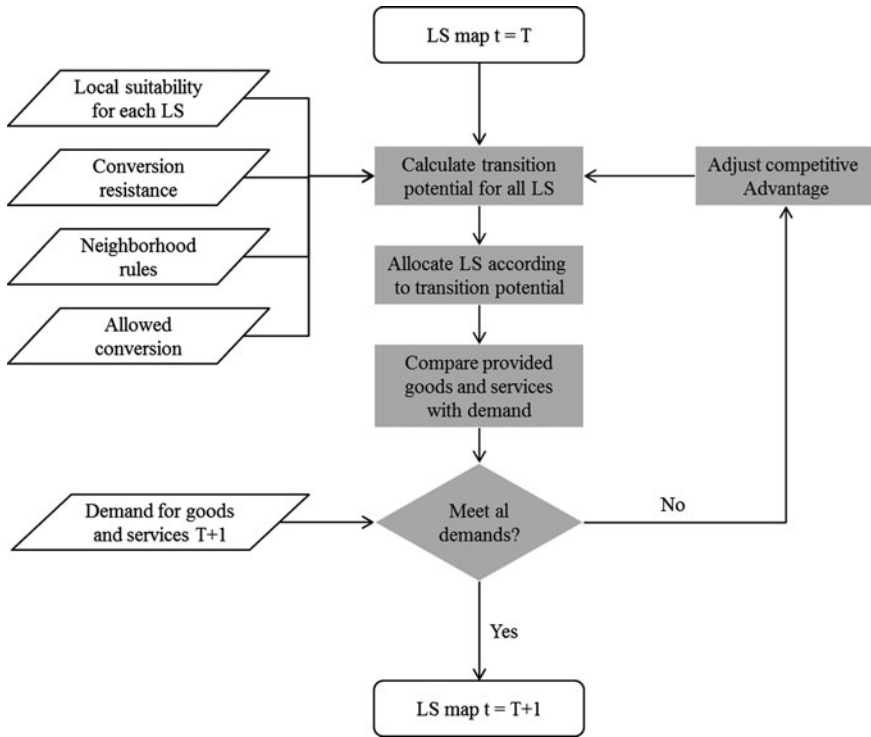 LS map t = T
Local suitability
for each LS
Conversion
resistance
Neighborhood
rules
Allowed
conversion
Calculate transition
potential for all LS
Adjust competitive
Advantage
Allocate LS according
to transition potential
Compare provided
goods and services
with demand
Demand for goods
and services T+1
Meet al
demands?
No
Yes
LS map t = T+1